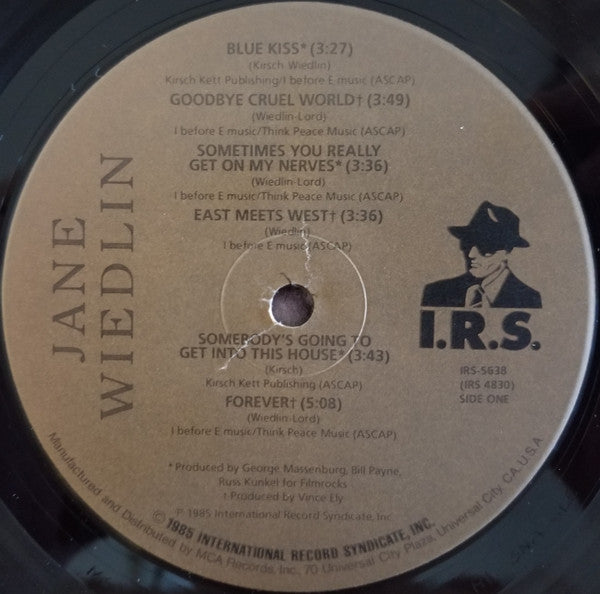 BLUE KISS* (3:27)
(Kirsch Wiedlin)
Kirsch Kett Publishing/I before E music (ASCAP)
GOODBYE CRUEL WORLD† (3:49)
(Wiedlin-Lord)
I before E music/Think Peace Music (ASCAP)
SOMETIMES YOU REALLY
GET ON MY NERVES* (3:36)
(Wiedlin-Lord)
I before E music/Think Peace Music (ASCAP)
EAST MEETS WEST† (3:36)
(Wiedlin)
I before E music (ASCAP)
JANE
WIEDLIN
I.R.S.
SOMEBODY'S GOING TO
GET INTO THIS HOUSE* (3:43)
(Kirsch)
Kirsch Kett Publishing (ASCAP)
FOREVER† (5:08)
(Wiedlin-Lord)
I before E music/Think Peace Music (ASCAP)
IRS-5638
(IRS 4830)
SIDE ONE
*Produced by George Massenburg, Bill Payne,
Russ Kunkel for Filmrocks
† Produced by Vince Ely
℗ 1985 International Record Syndicate, Inc.
© 1985 INTERNATIONAL RECORD SYNDICATE, INC.
Manufactured and Distributed by MCA Records, Inc., 70 Universal City Plaza, Universal City, CA. U.S.A.